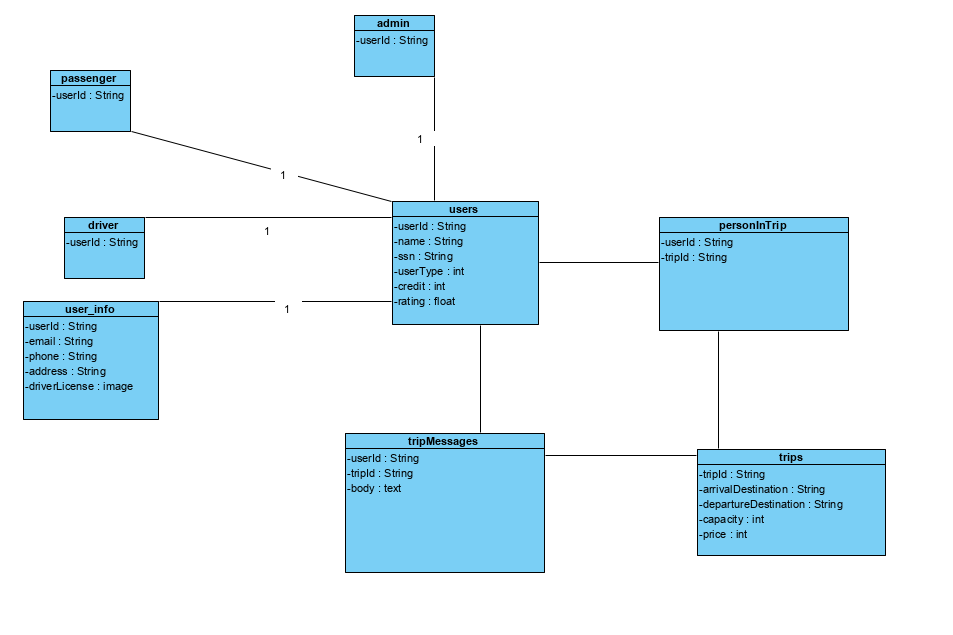 admin
-userId : String
passenger
-userId : String
1
1
driver
-userId : String
1
users
-userId : String
-name : String
-ssn : String
-userType : int
-credit : int
-rating : float
personInTrip
-userId : String
-tripId : String
user_info
-userId : String
-email : String
-phone : String
-address : String
-driverLicense : image
1
tripMessages
-userId : String
-tripId : String
-body : text
trips
-tripId : String
-arrivalDestination : String
-departureDestination : String
-capacity : int
-price : int